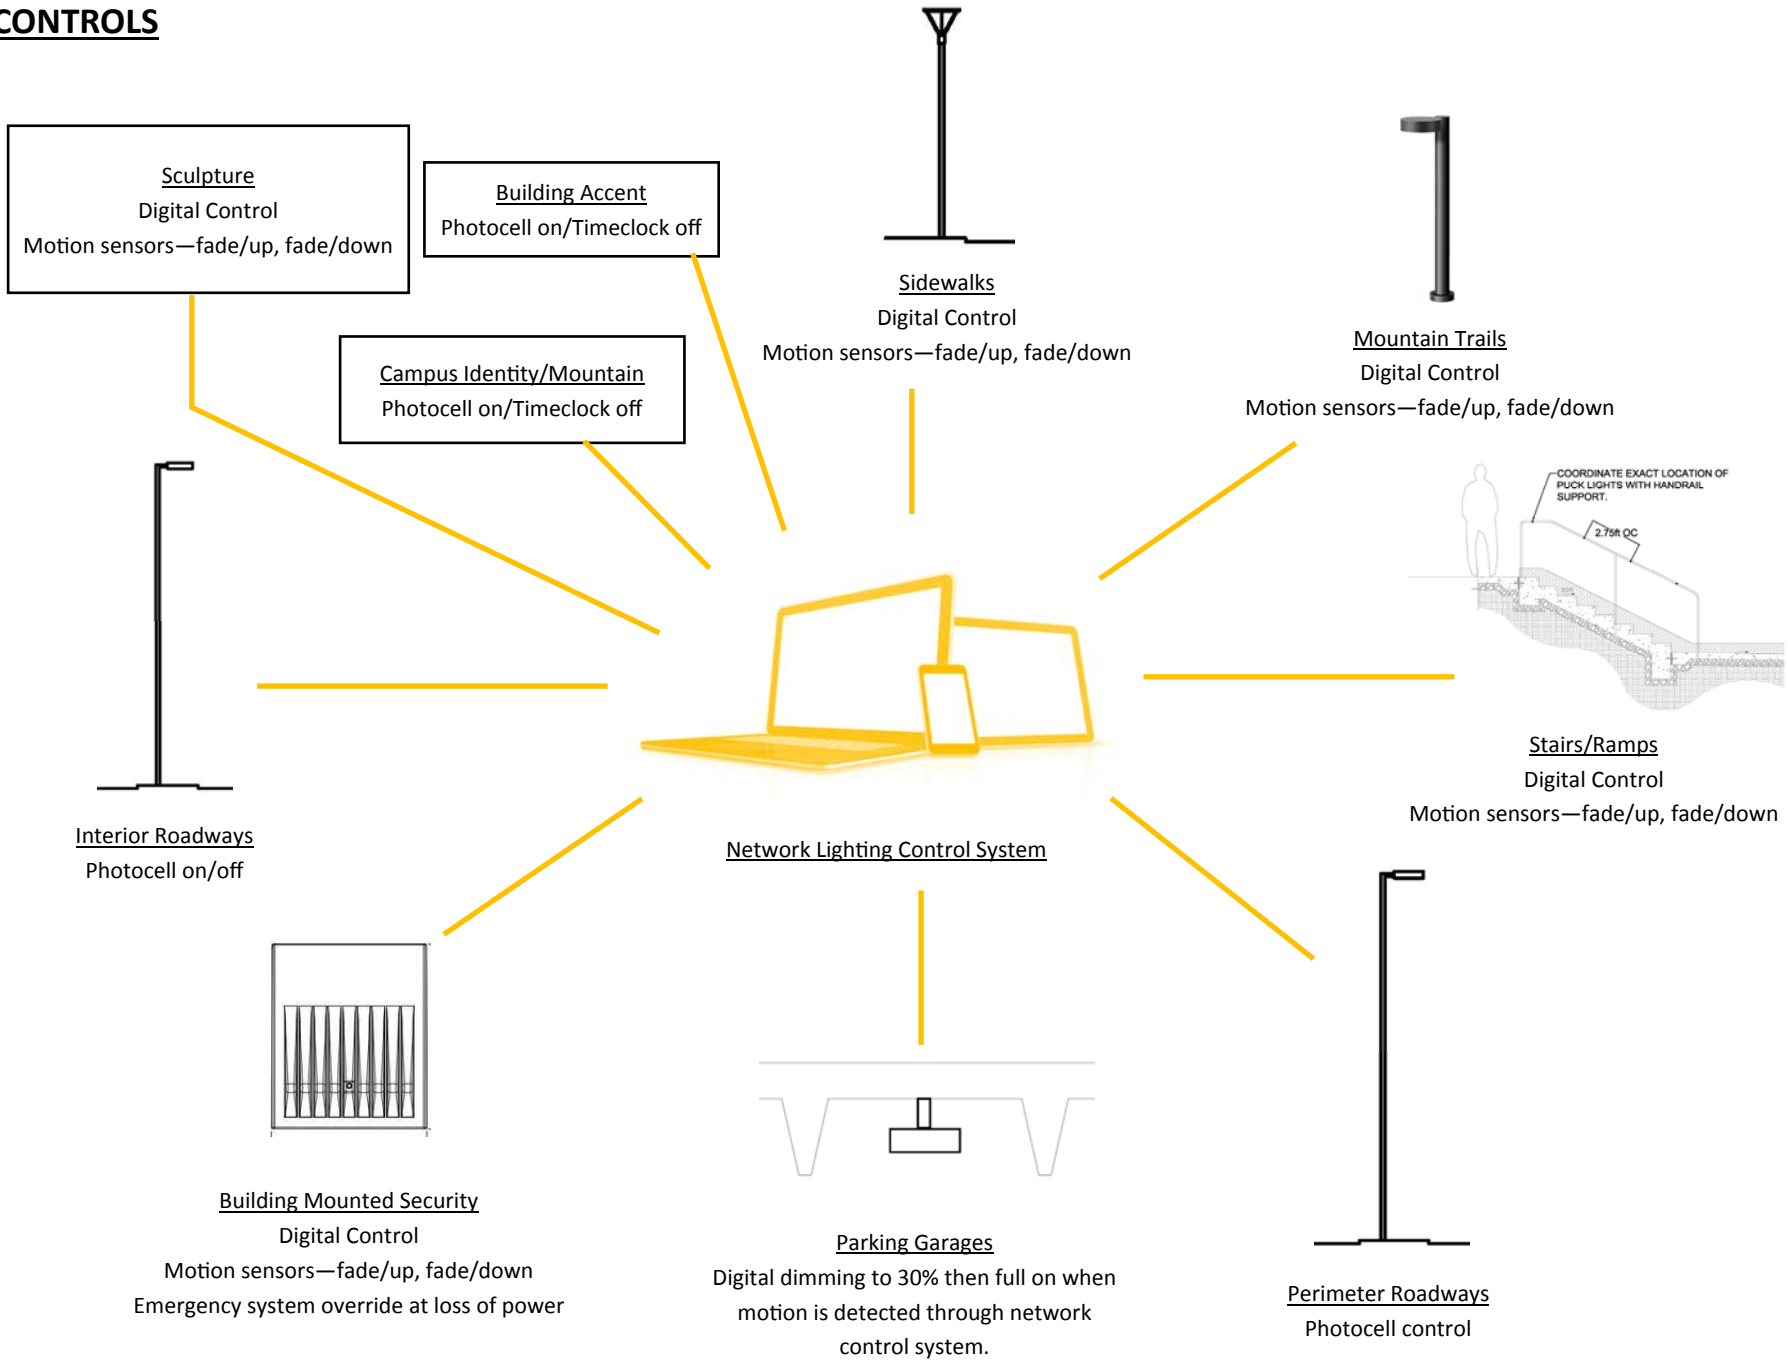 CONTROLS
Sculpture
Digital Control
Motion sensors—fade/up, fade/down
Building Accent
Photocell on/Timeclock off
Campus Identity/Mountain
Photocell on/Timeclock off
Sidewalks
Digital Control
Motion sensors—fade/up, fade/down
Mountain Trails
Digital Control
Motion sensors—fade/up, fade/down
COORDINATE EXACT LOCATION OF
PUCK LIGHTS WITH HANDRAIL
SUPPORT.
2.75ft OC
Stairs/Ramps
Digital Control
Motion sensors—fade/up, fade/down
Interior Roadways
Photocell on/off
Network Lighting Control System
Building Mounted Security
Digital Control
Motion sensors—fade/up, fade/down
Emergency system override at loss of power
Parking Garages
Digital dimming to 30% then full on when
motion is detected through network
control system.
Perimeter Roadways
Photocell control